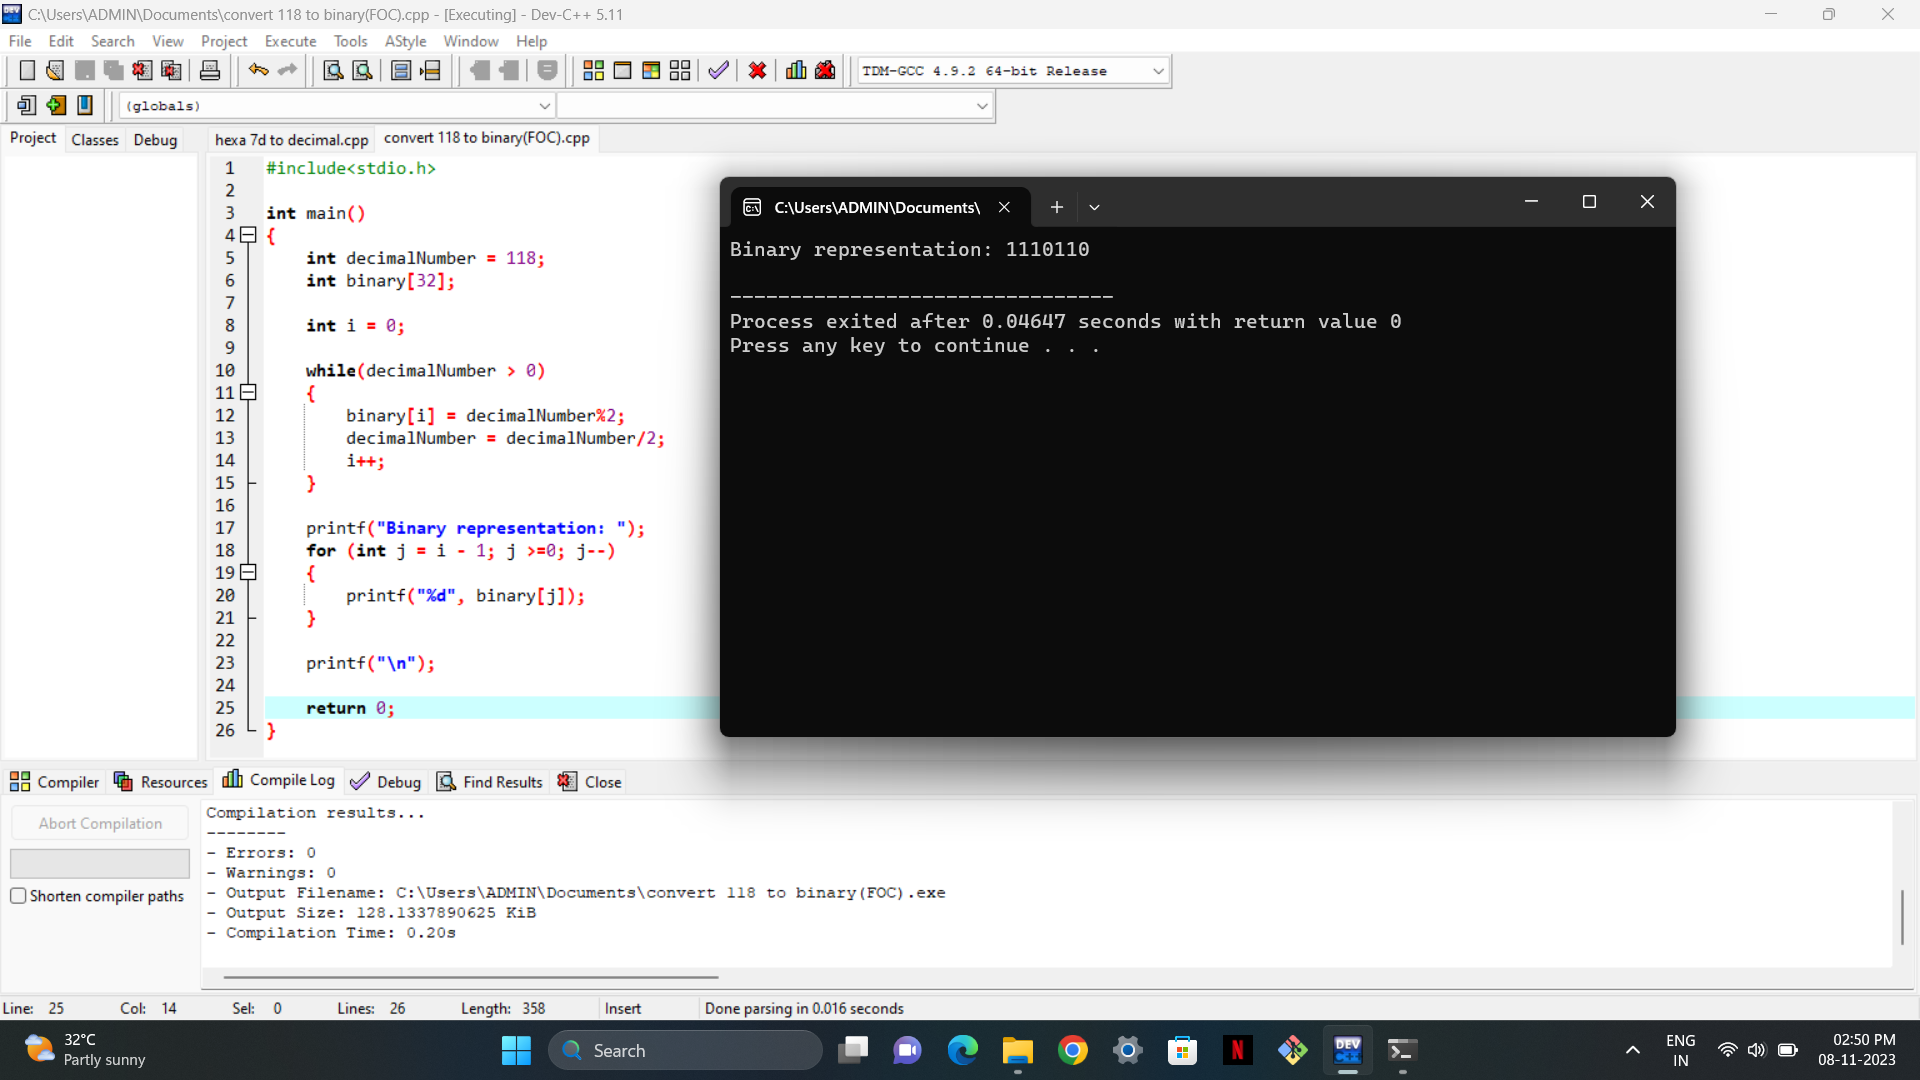 C:\Users\ADMIN\Documents\convert 118 to binary(FOC).cpp - [Executing] - Dev-C++ 5.11
File Edit Search View Project Execute Tools AStyle Window Help
TDM-GCC 4.9.2 64-bit Release
(globals)
Project Classes Debug
hexa 7d to decimal.cpp convert 118 to binary(FOC).cpp
1 #include<stdio.h>
2
3 int main()
4 {
5 int decimalNumber = 118;
6 int binary[32];
7
8 int i = 0;
9
10 while(decimalNumber > 0)
11 {
12 binary[i] = decimalNumber%2;
13 decimalNumber = decimalNumber/2;
14 i++;
15 }
16
17 printf("Binary representation: ");
18 for (int j = i - 1; j >=0; j--)
19 {
20 printf("%d", binary[j]);
21 }
22
23 printf("\n");
24
25 return 0;
26 }
C:\Users\ADMIN\Documents\
Binary representation: 1110110
--------------------------------
Process exited after 0.04647 seconds with return value 0
Press any key to continue . . .
Compiler Resources Compile Log Debug Find Results Close
Abort Compilation
Shorten compiler paths
Compilation results...
--------
- Errors: 0
- Warnings: 0
- Output Filename: C:\Users\ADMIN\Documents\convert 118 to binary(FOC).exe
- Output Size: 128.1337890625 KiB
- Compilation Time: 0.20s
Line: 25 Col: 14 Sel: 0 Lines: 26 Length: 358 Insert Done parsing in 0.016 seconds
32°C
Partly sunny
Search
N
DEV
C++
ENG
IN
02:50 PM
08-11-2023